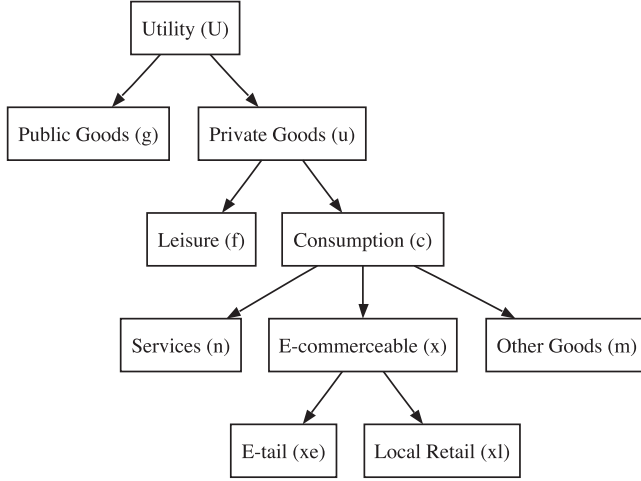 Utility (U)
Public Goods (g)
Private Goods (u)
Leisure (f)
Consumption (c)
Services (n)
E-commerceable (x)
Other Goods (m)
E-tail (xe)
Local Retail (xl)